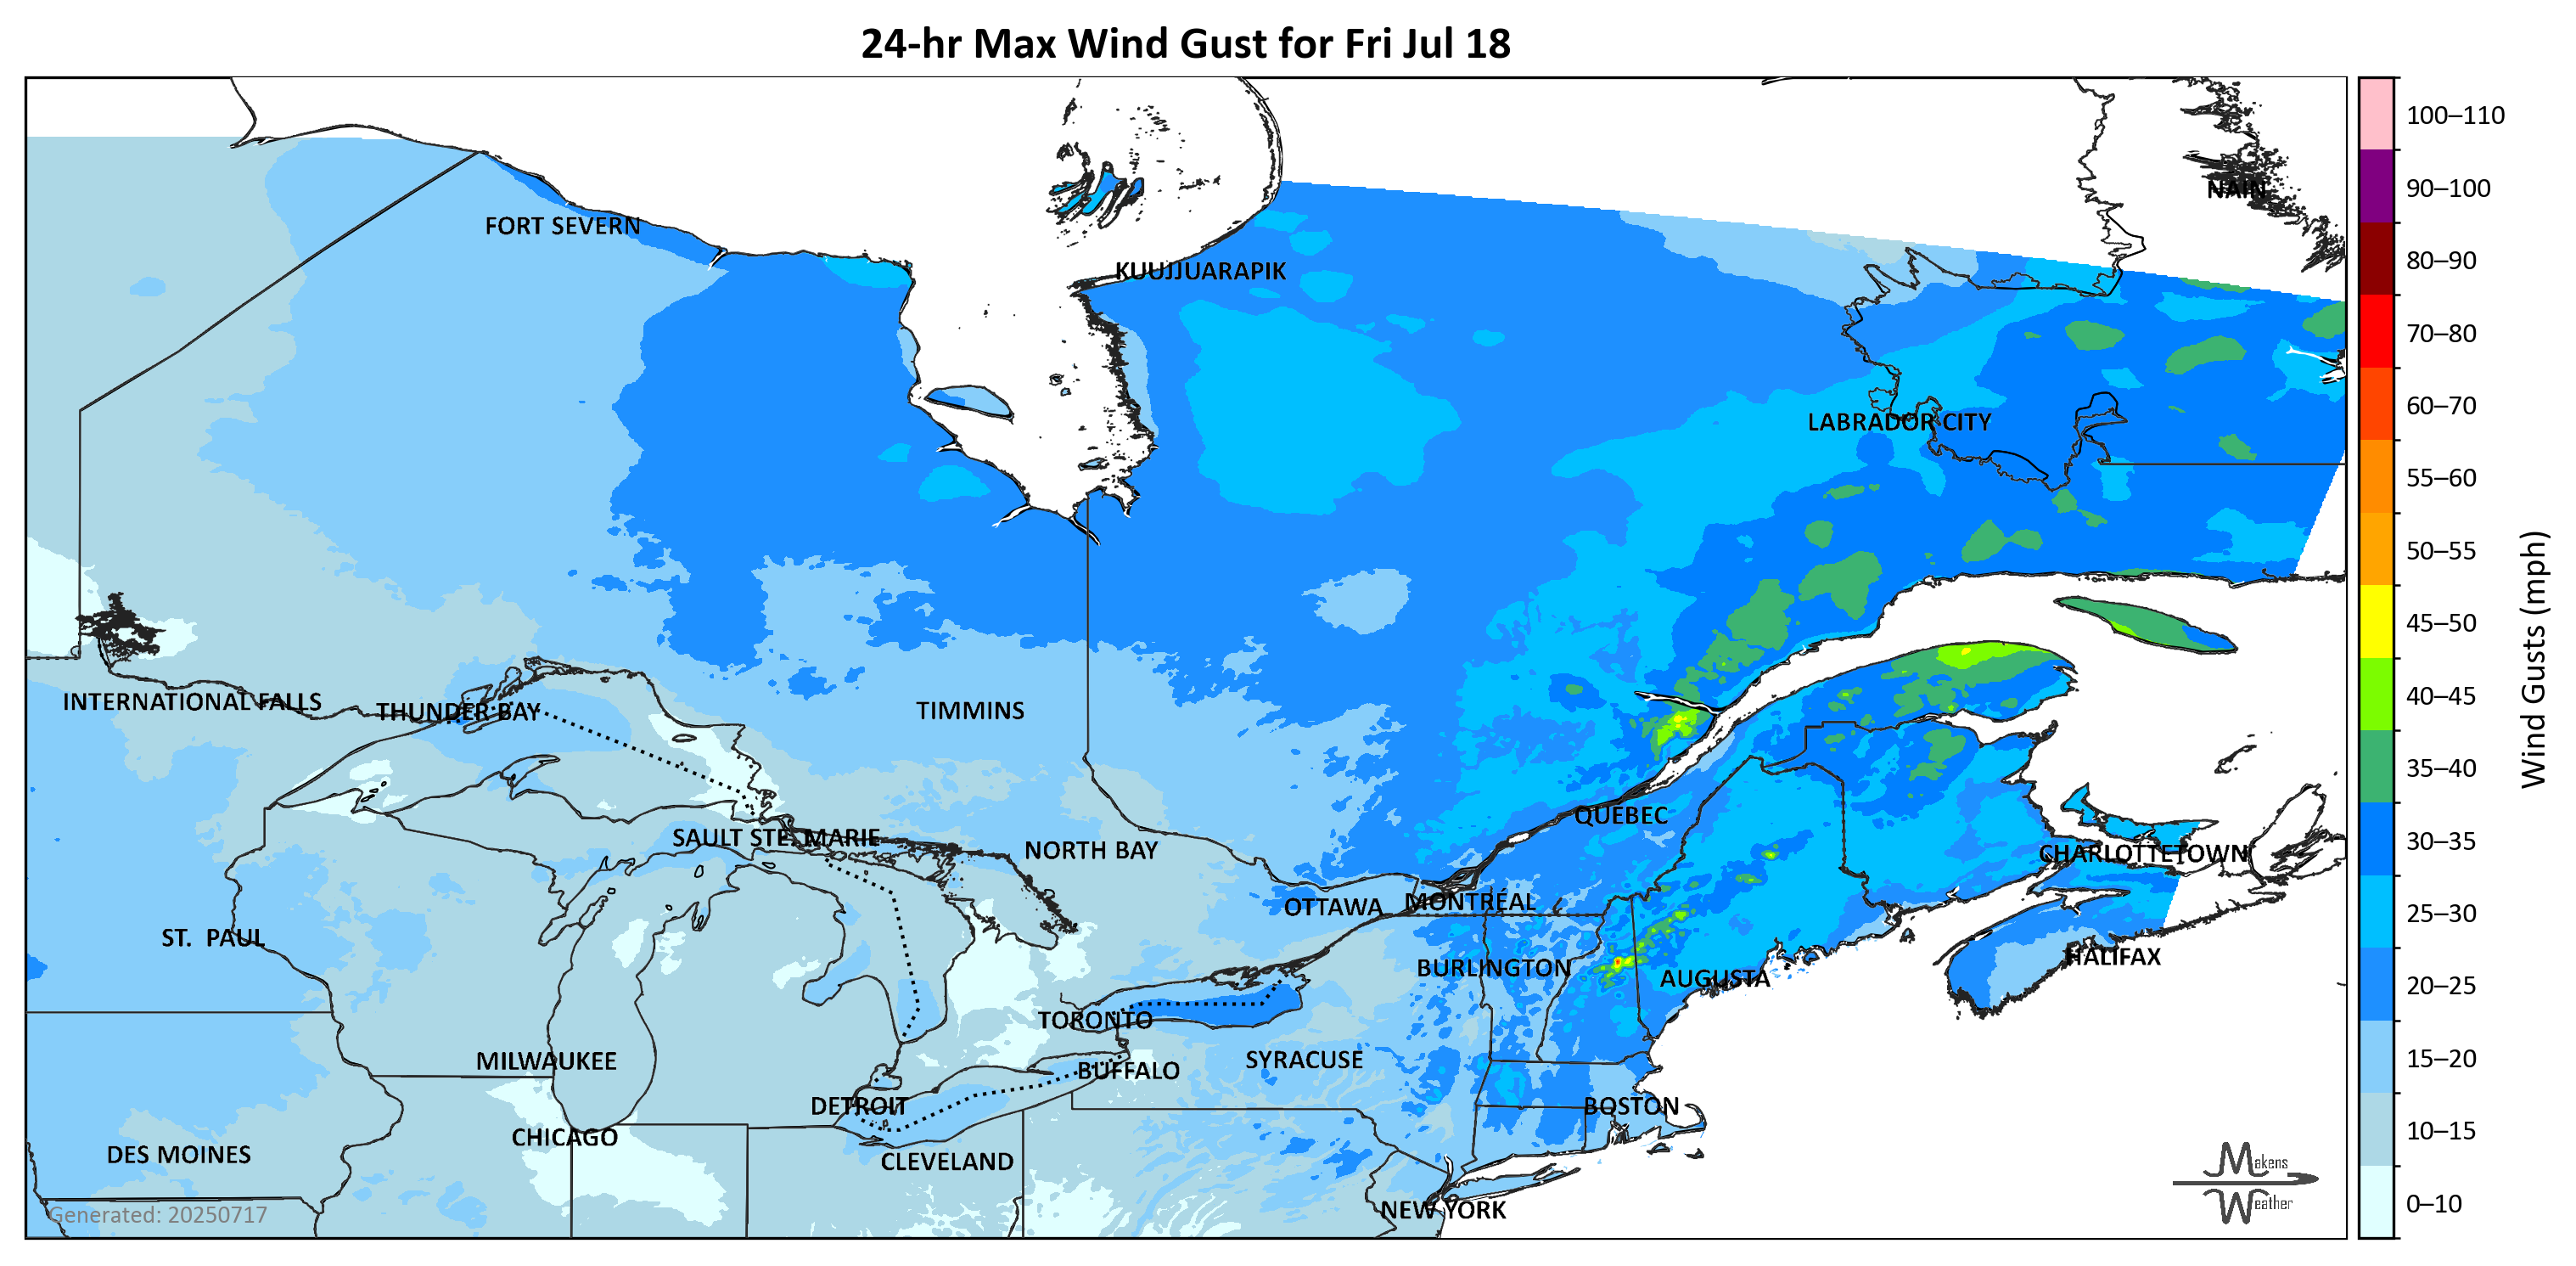 24-hr Max Wind Gust for Fri Jul 18
100–110
90–100
NAIN
FORT SEVERN
80–90
KUUJJUARAPIK
70–80
60–70
LABRADOR CITY
55–60
50–55
45–50
Wind Gusts (mph)
40–45
INTERNATIONAL FALLS
THUNDER BAY
TIMMINS
35–40
QUEBEC
30–35
SAULT STE. MARIE
NORTH BAY
CHARLOTTETOWN
OTTAWA
MONTRÉAL
25–30
ST. PAUL
HALIFAX
BURLINGTON
AUGUSTA
20–25
TORONTO
MILWAUKEE
SYRACUSE
15–20
BUFFALO
DETROIT
BOSTON
10–15
CHICAGO
DES MOINES
CLEVELAND
Makens
Weather
0–10
NEW YORK
Generated: 20250717